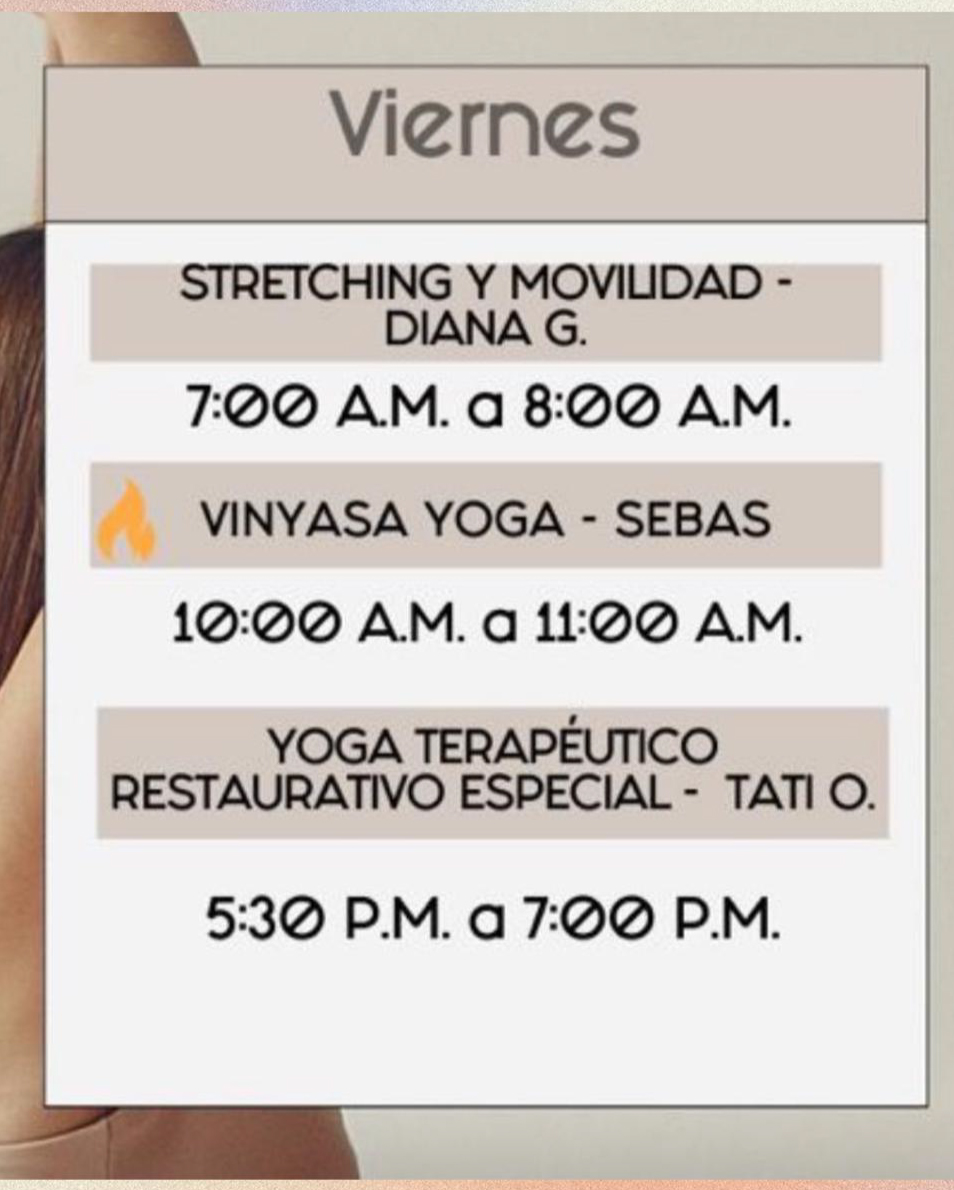 Viernes
STRETCHING Y MOVILIDAD -
DIANA G.
7:00 A.M. a 8:00 A.M.
VINYASA YOGA - SEBAS
10:00 A.M. a 11:00 A.M.
YOGA TERAPÉUTICO
RESTAURATIVO ESPECIAL - TATI O.
5:30 P.M. a 7:00 P.M.